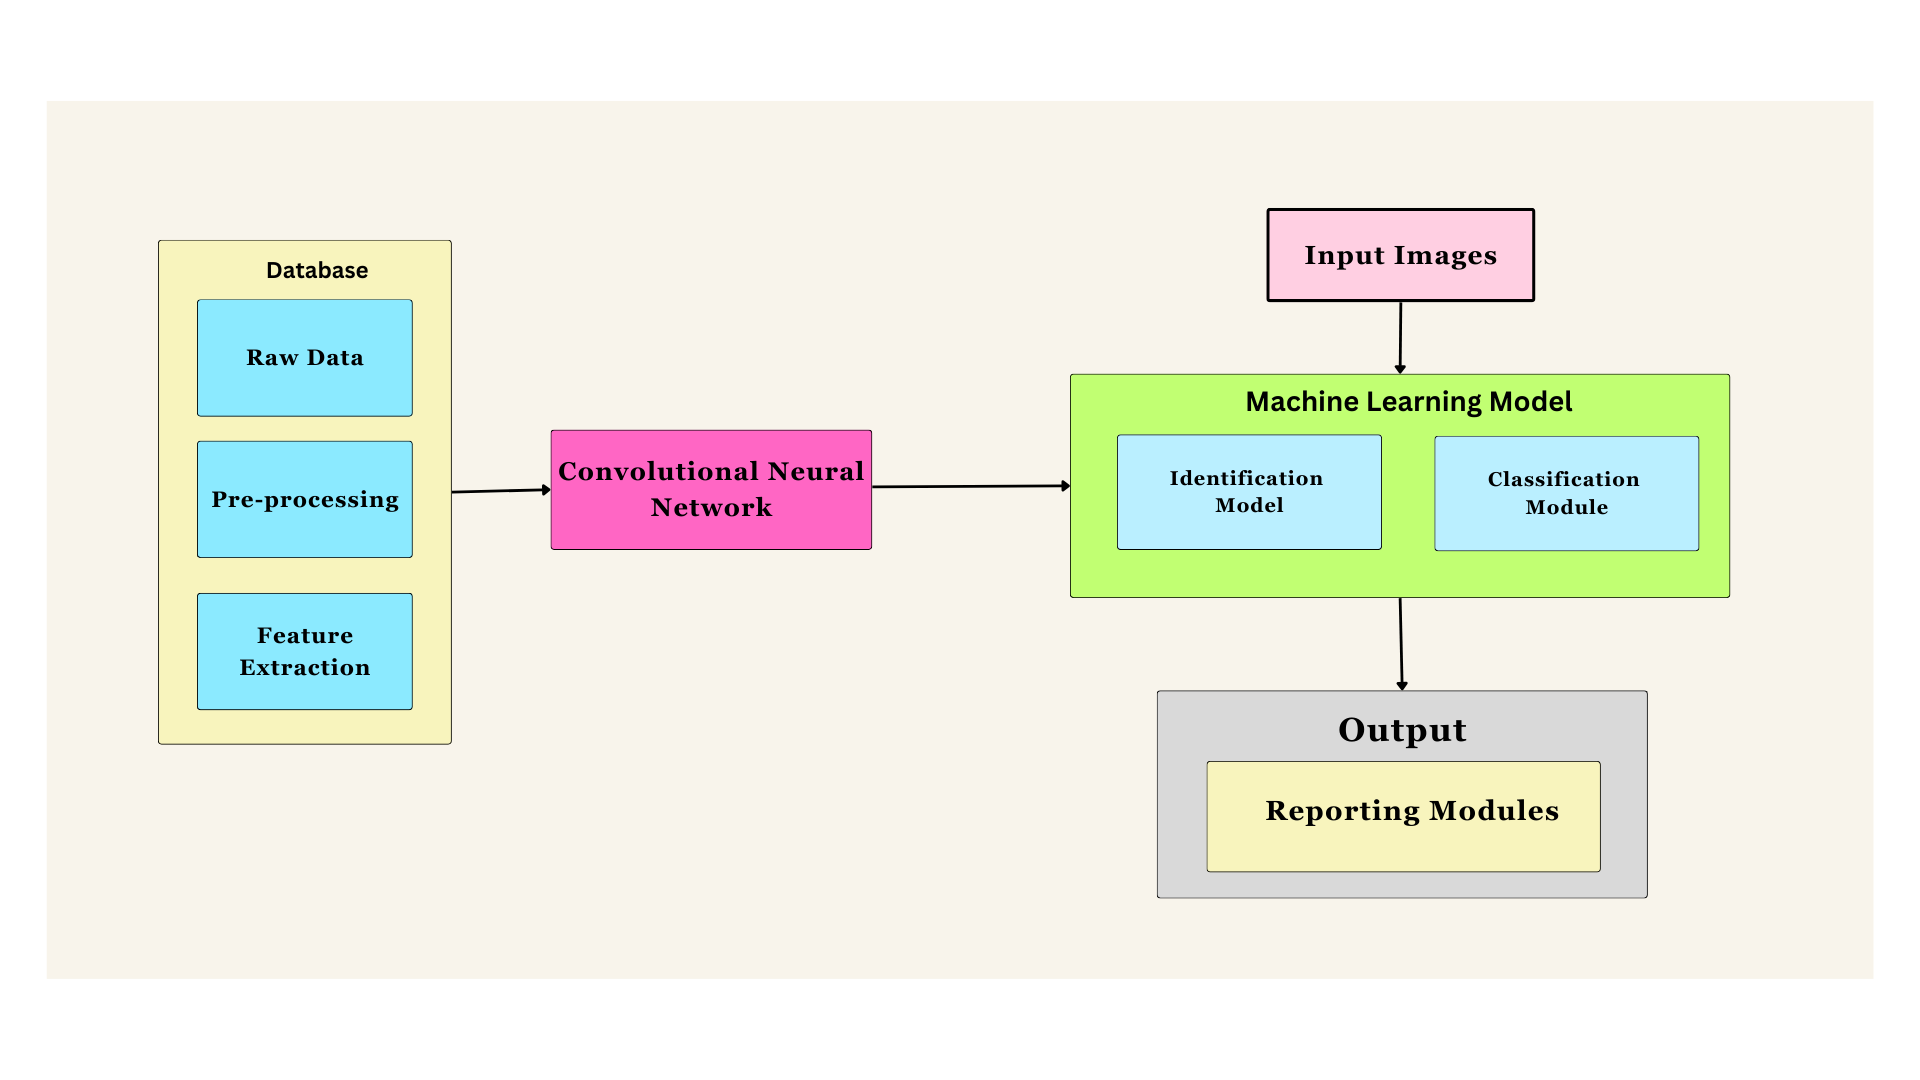 Database
Raw Data
Pre-processing
Feature
Extraction
Convolutional Neural
Network
Input Images
Machine Learning Model
Identification
Model
Classification
Module
Output
Reporting Modules